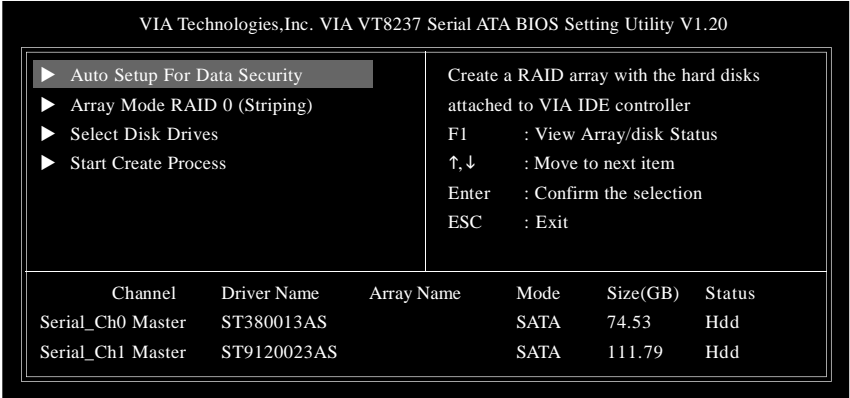 VIA Technologies,Inc. VIA VT8237 Serial ATA BIOS Setting Utility V1.20
▶ Auto Setup For Data Security
▶ Array Mode RAID 0 (Striping)
▶ Select Disk Drives
▶ Start Create Process
Create a RAID array with the hard disks
attached to VIA IDE controller
F1 : View Array/disk Status
↑,↓ : Move to next item
Enter : Confirm the selection
ESC : Exit
Channel Driver Name Array Name Mode Size(GB) Status
Serial_Ch0 Master ST380013AS SATA 74.53 Hdd
Serial_Ch1 Master ST9120023AS SATA 111.79 Hdd